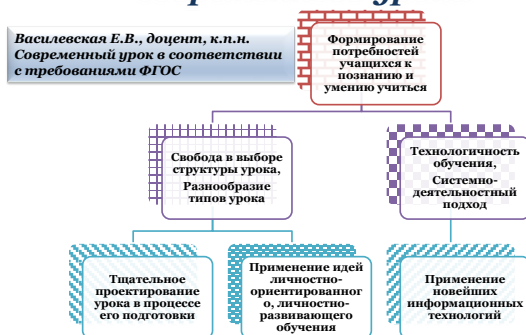 Василевская Е.В., доцент, к.п.н.
Современный урок в соответствии
с требованиями ФГОС
Формирование
потребностей
учащихся к
познанию и
умению учиться
Свобода в выборе
структуры урока,
Разнообразие
типов урока
Технологичность
обучения,
Системно-
деятельностный
подход
Тщательное
проектирование
урока в процессе
его подготовки
Применение идей
личностно-
ориентированног
о, личностно-
развивающего
обучения
Применение
новейших
информационных
технологий